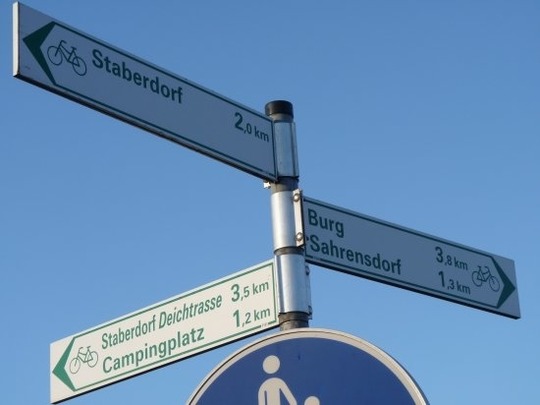 Staberdorf 2,0 km
Burg 3,8 km
Sahrensdorf 1,3 km
Staberdorf Deichtrasse 3,5 km
Campingplatz 1,2 km